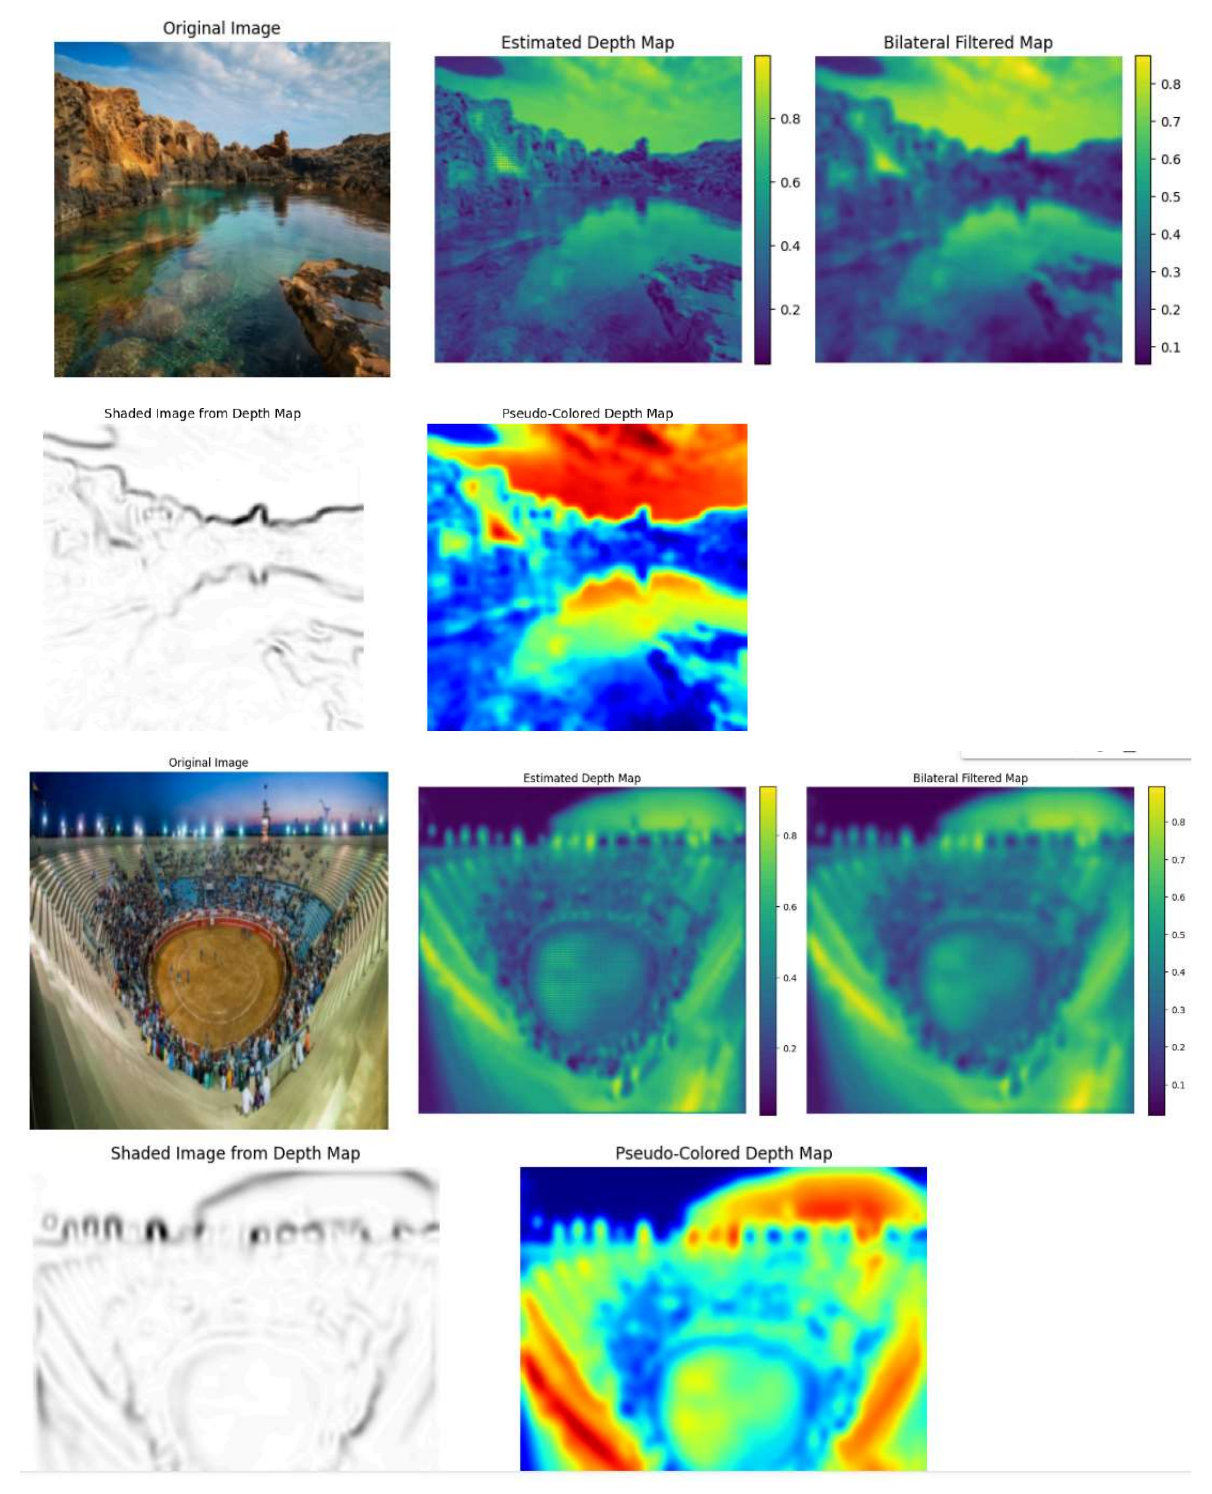 Original Image
Estimated Depth Map
Bilateral Filtered Map
0.8
0.6
0.4
0.2
0.8
0.7
0.6
0.5
0.4
0.3
0.2
0.1
Shaded Image from Depth Map
Pseudo-Colored Depth Map
Original Image
Estimated Depth Map
Bilateral Filtered Map
0.8
0.6
0.4
0.2
0.8
0.7
0.6
0.5
0.4
0.3
0.2
0.1
Shaded Image from Depth Map
Pseudo-Colored Depth Map